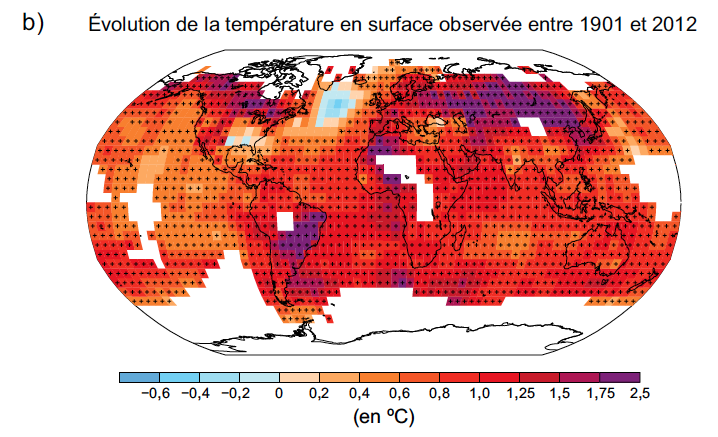 b) Évolution de la température en surface observée entre 1901 et 2012
−0,6 −0,4 −0,2 0 0,2 0,4 0,6 0,8 1,0 1,25 1,5 1,75 2,5
(en ºC)